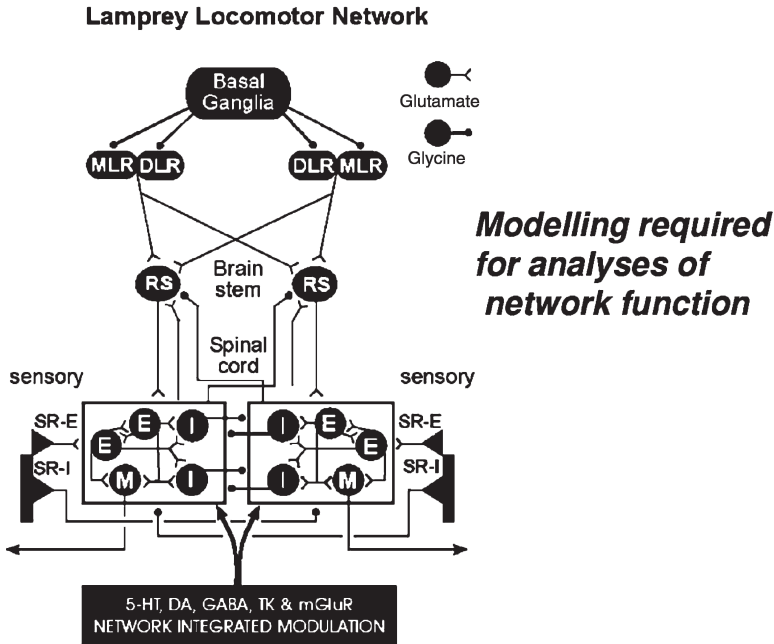 Lamprey Locomotor Network
Basal
Ganglia
Glutamate
Glycine
MLR DLR
DLR MLR
Modelling required
for analyses of
network function
Brain
stem
RS
RS
Spinal
cord
sensory
sensory
SR-E
SR-E
E
E
I
I
E
E
SR-I
SR-I
M
I
I
M
5-HT, DA, GABA, TK & mGluR
NETWORK INTEGRATED MODULATION